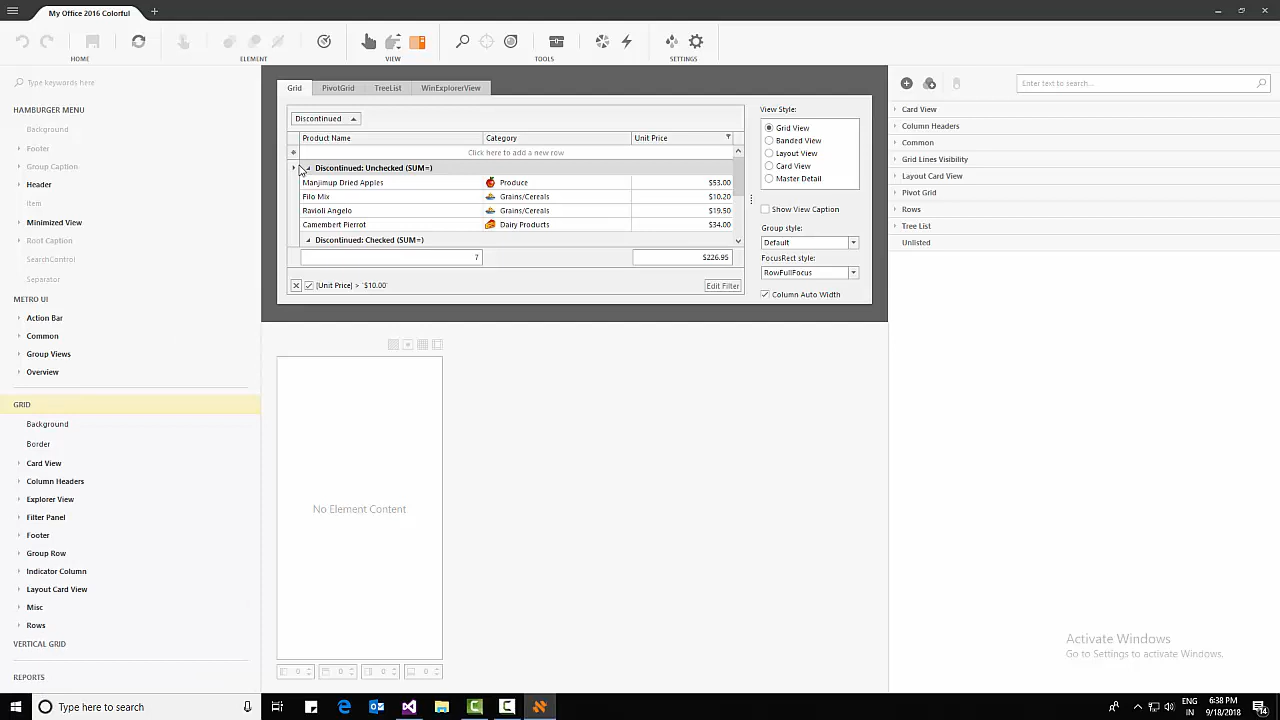 My Office 2016 Colorful
HOME
ELEMENT
VIEW
TOOLS
SETTINGS
Type keywords here
HAMBURGER MENU
Background
Footer
Group Caption
Header
Item
Minimized View
Root Caption
SearchControl
Separator
METRO UI
Action Bar
Common
Group Views
Overview
GRID
Background
Border
Card View
Column Headers
Explorer View
Filter Panel
Footer
Group Row
Indicator Column
Layout Card View
Misc
Rows
VERTICAL GRID
REPORTS
Grid PivotGrid TreeList WinExplorerView
Discontinued
Product Name Category Unit Price
Click here to add a new row
Discontinued: Unchecked (SUM=)
Manjimup Dried Apples Produce $53.00
Filo Mix Grains/Cereals $10.20
Ravioli Angelo Grains/Cereals $19.50
Camembert Pierrot Dairy Products $34.00
Discontinued: Checked (SUM=)
7 $226.95
[Unit Price] > '$10.00' Edit Filter
View Style:
Grid View
Banded View
Layout View
Card View
Master Detail
Show View Caption
Group style:
Default
FocusRect style:
RowFullFocus
Column Auto Width
No Element Content
0 0 0 0
Enter text to search...
Card View
Column Headers
Common
Grid Lines Visibility
Layout Card View
Pivot Grid
Rows
Tree List
Unlisted
Activate Windows
Go to Settings to activate Windows.
Type here to search
ENG
IN
6:38 PM
9/18/2018